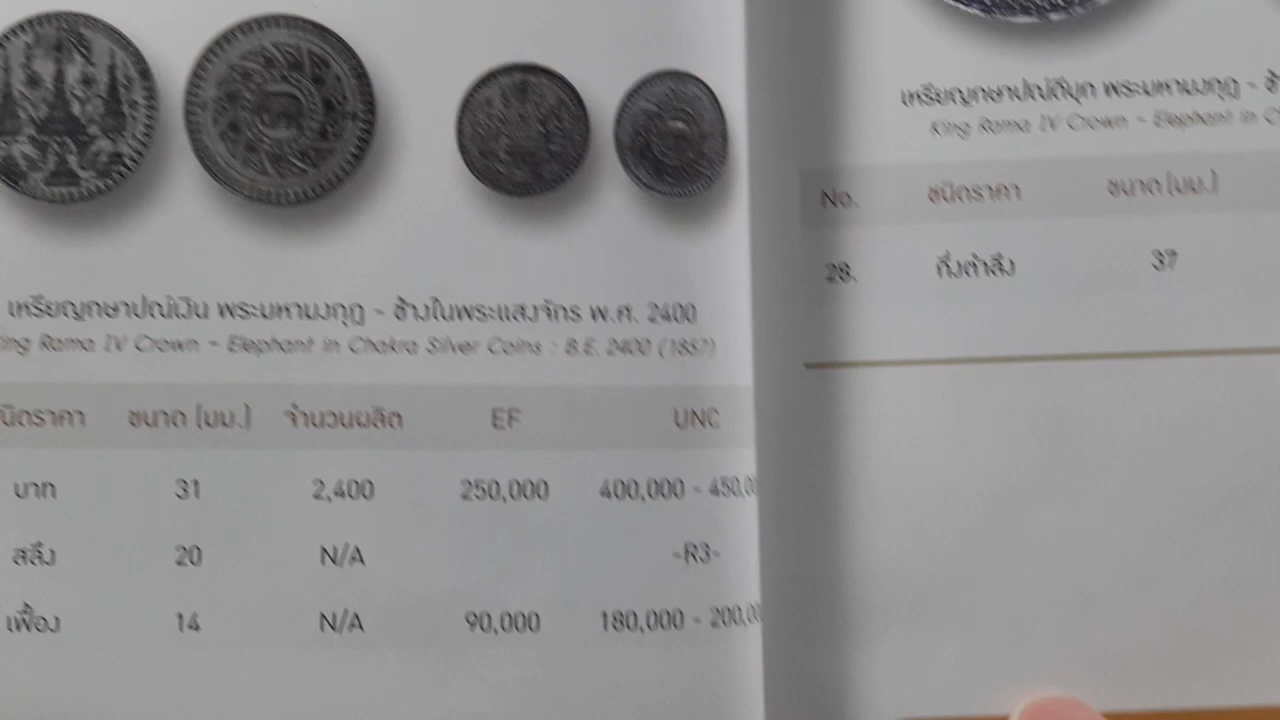 เหรียญกษาปณ์เงิน พระมหามงกุฎ - ช้างในพระแสงจักร พ.ศ. 2400
King Rama IV Crown - Elephant in Chakra Silver Coins : B.E. 2400 (1857)
ชนิดราคา ขนาด (มม.) จำนวนผลิต EF UNC
บาท 31 2,400 250,000 400,000 - 450,00
สลึง 20 N/A -R3-
เฟื้อง 14 N/A 90,000 180,000 - 200,00
เหรียญกษาปณ์ดีบุก พระมหามงกุฎ - ช้
King Rama IV Crown - Elephant in C
No. ชนิดราคา ขนาด (มม.)
28. กึ่งตำลึง 37